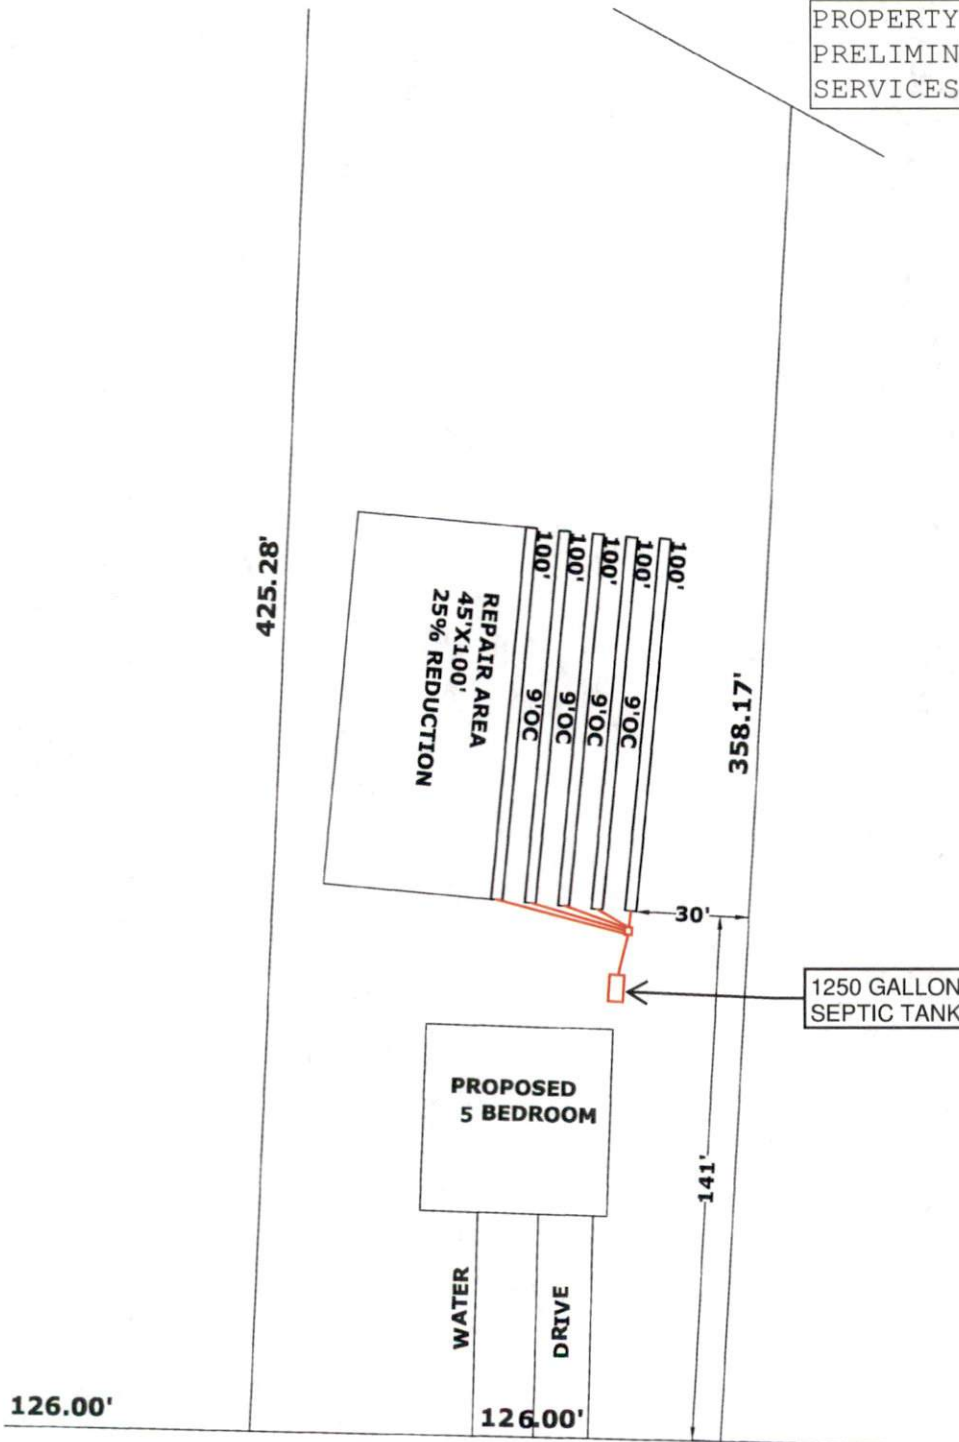 PROPERTY
PRELIMIN
SERVICES
425.28'
358.17'
100'
100'
100'
100'
100'
9'OC
9'OC
9'OC
9'OC
REPAIR AREA
45'X100'
25% REDUCTION
30'
1250 GALLON
SEPTIC TANK
PROPOSED
5 BEDROOM
141'
WATER
DRIVE
126.00'
126.00'